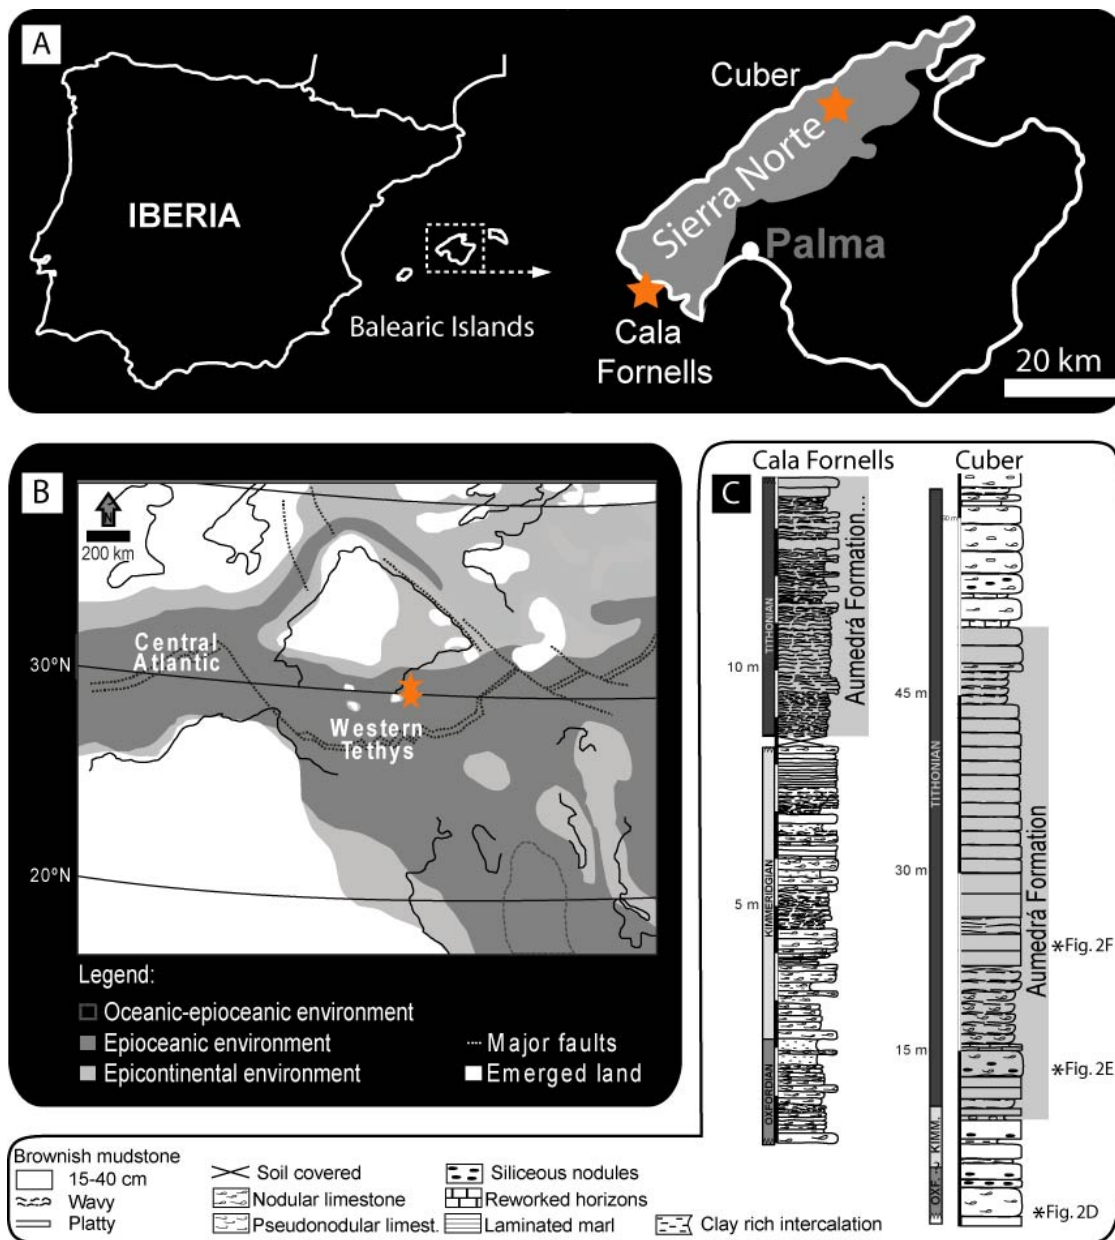 A
IBERIA
Balearic Islands
Cuber
Sierra Norte
Palma
Cala
Fornells
20 km
B
N
200 km
Central
Atlantic
30°N
Western
Tethys
20°N
Legend:
Oceanic-epioceanic environment
Epioceanic environment
Epicontinental environment
Major faults
Emerged land
C
Cala Fornells
TITHONIAN
KIMMERIDGIAN
OXFORDIAN
10 m
5 m
Aumedrá Formation...
Cuber
TITHONIAN
KIMM.
OXF.
45 m
30 m
15 m
Aumedrá Formation
*Fig. 2F
*Fig. 2E
*Fig. 2D
Brownish mudstone
15-40 cm
Wavy
Platty
Soil covered
Nodular limestone
Pseudonodular limest.
Siliceous nodules
Reworked horizons
Laminated marl
Clay rich intercalation